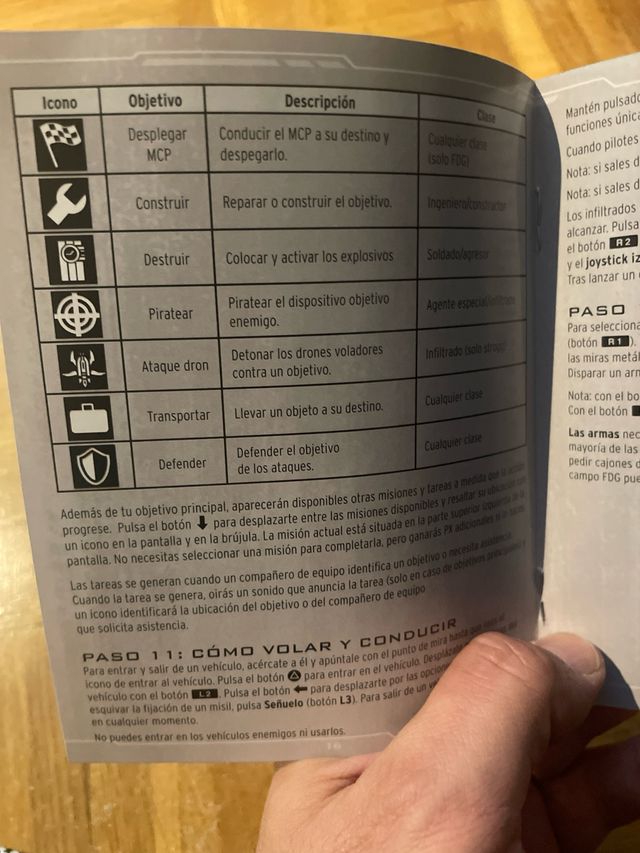 Icono Objetivo Descripción Clase
Desplegar MCP Conducir el MCP a su destino y despegarlo. Cualquier clase (solo FDG)
Construir Reparar o construir el objetivo. Ingeniero/constructor
Destruir Colocar y activar los explosivos Soldado/agresor
Piratear Piratear el dispositivo objetivo enemigo. Agente especial/infiltrado
Ataque dron Detonar los drones voladores contra un objetivo. Infiltrado (solo strogg)
Transportar Llevar un objeto a su destino. Cualquier clase
Defender Defender el objetivo de los ataques. Cualquier clase
Además de tu objetivo principal, aparecerán disponibles otras misiones y tareas a medida que la
progrese. Pulsa el botón para desplazarte entre las misiones disponibles y resaltar su ubicación con
un icono en la pantalla y en la brújula. La misión actual está situada en la parte superior izquierda de la
pantalla. No necesitas seleccionar una misión para completarla, pero ganarás PX adicionales si lo haces.
Las tareas se generan cuando un compañero de equipo identifica un objetivo o necesita asistencia.
Cuando la tarea se genera, oirás un sonido que anuncia la tarea (solo en caso de objetivos principales) y
un icono identificará la ubicación del objetivo o del compañero de equipo
que solicita asistencia.
PASO 11: CÓMO VOLAR Y CONDUCIR
Para entrar y salir de un vehículo, acércate a él y apúntale con el punto de mira hasta que
icono de entrar al vehículo. Pulsa el botón para entrar en el vehículo.
vehículo con el botón L2. Pulsa el botón para desplazarte por las
esquivar la fijación de un misil, pulsa Señuelo (botón L3). Para salir de un
en cualquier momento.
No puedes entrar en los vehículos enemigos ni usarlos.
16
Mantén pulsado
funciones
Cuando pilotes
Nota: si sales d
Nota: si sales d
Los infiltrados
alcanzar. Pulsa
el botón R2
y el joystick iz
Tras lanzar un
PASO
Para selecciona
(botón R1).
las miras metál
Disparar un arm
Nota: con el bo
Con el botón
Las armas nec
mayoría de las
pedir cajones d
campo FDG pue